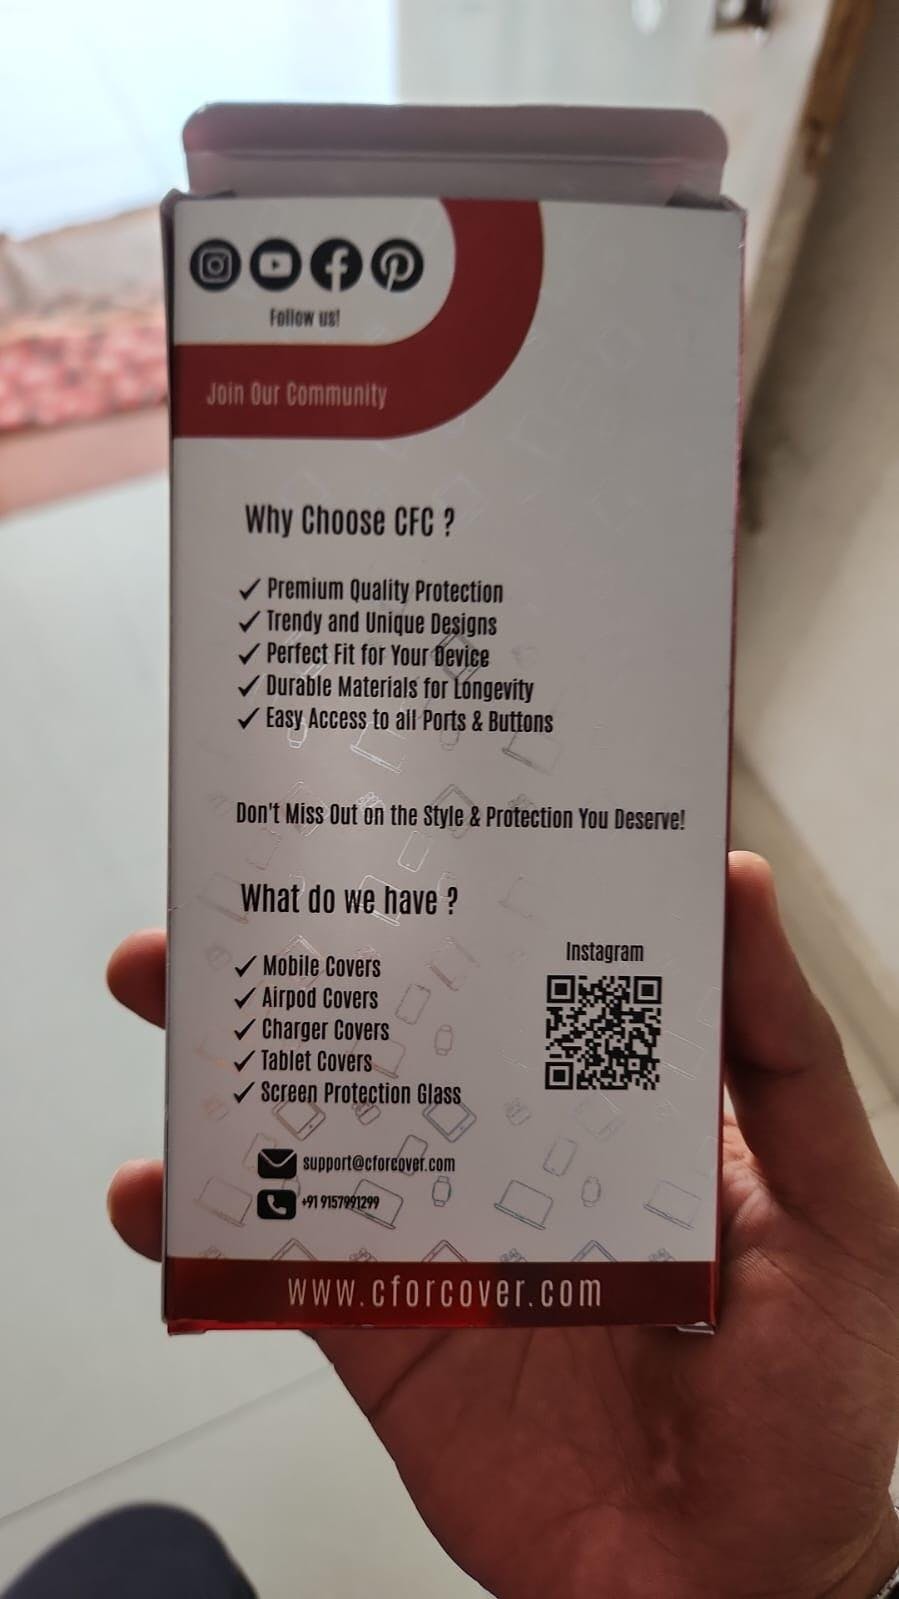 Follow us!
Join Our Community
Why Choose CFC ?
✓ Premium Quality Protection
✓ Trendy and Unique Designs
✓ Perfect Fit for Your Device
✓ Durable Materials for Longevity
✓ Easy Access to all Ports & Buttons
Don't Miss Out on the Style & Protection You Deserve!
What do we have ?
✓ Mobile Covers
✓ Airpod Covers
✓ Charger Covers
✓ Tablet Covers
✓ Screen Protection Glass
Instagram
support@cforcover.com
+91 9157991299
www.cforcover.com